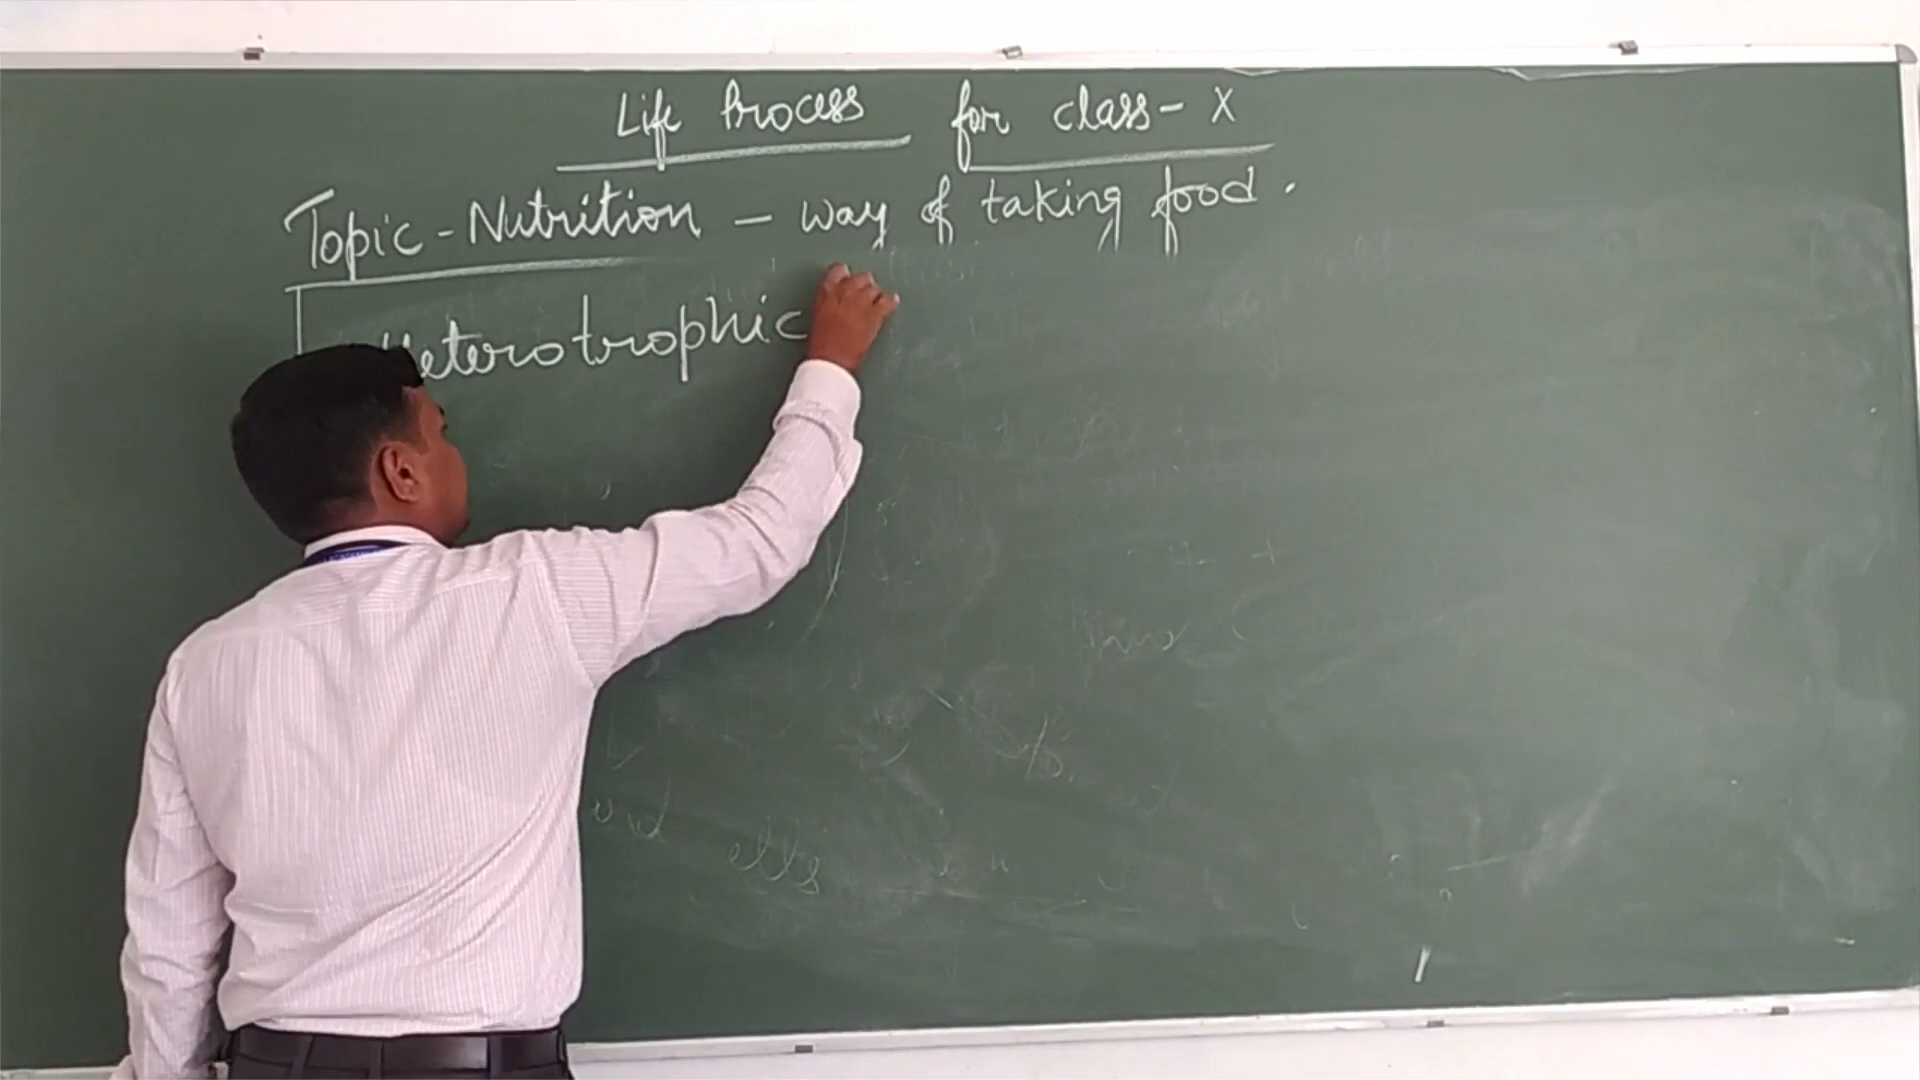 Life Process for class - X
Topic - Nutrition - way of taking food.
Heterotrophic